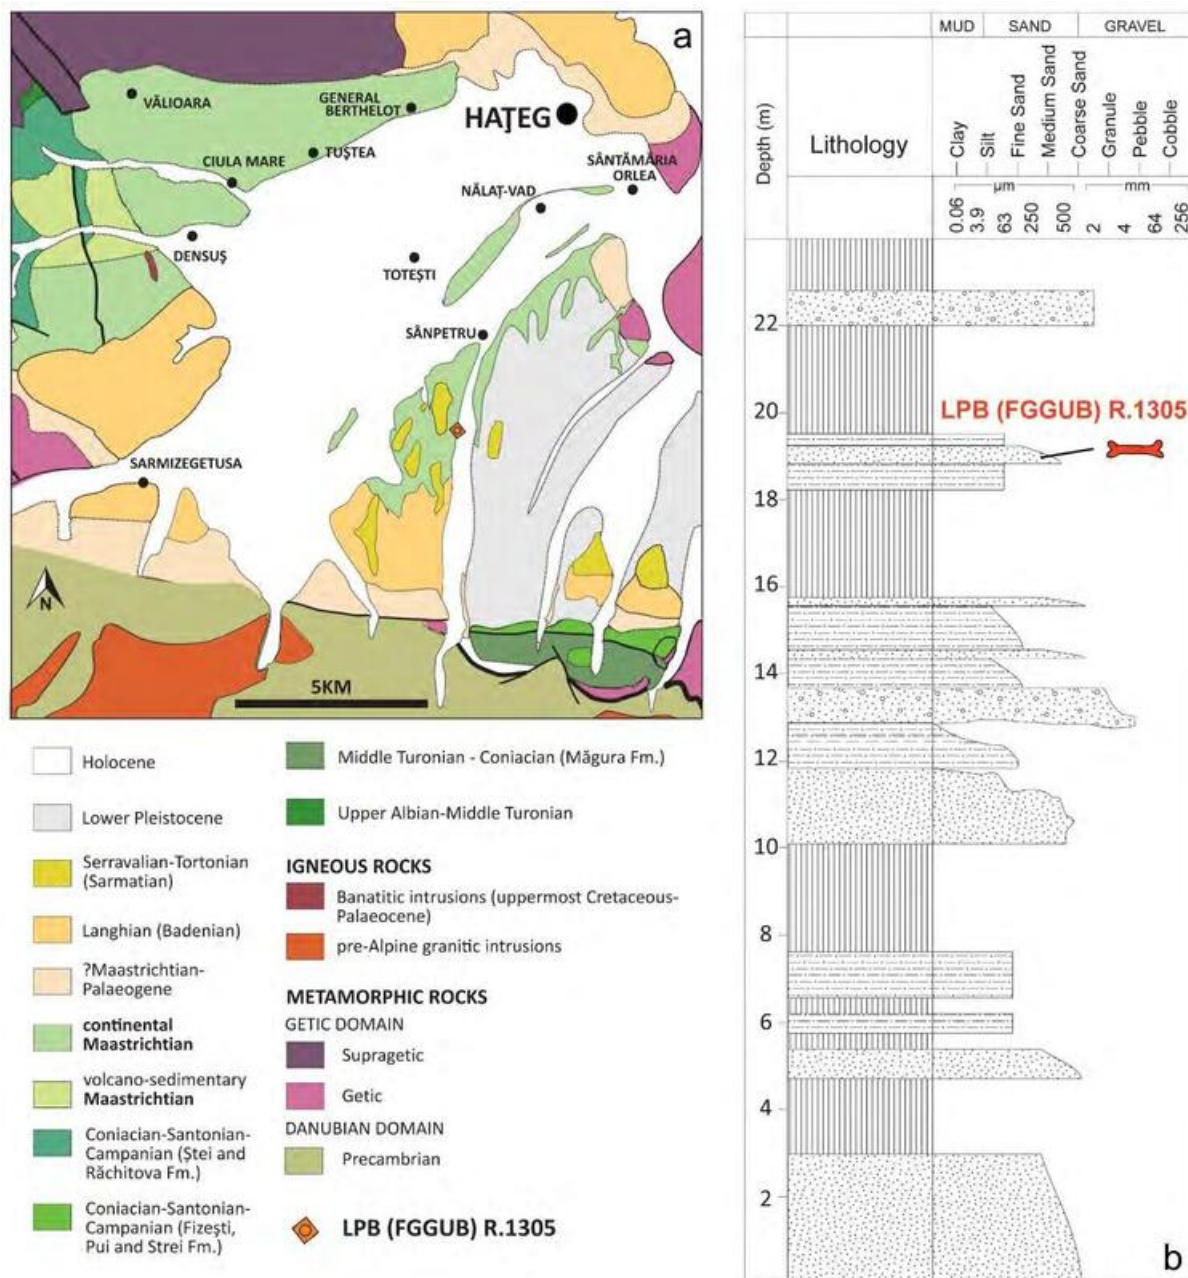 a
VĂLIOARA
GENERAL
BERTHELOT
HAŢEG
TUŞTEA
CIULA MARE
SÂNTĂMĂRIA
ORLEA
NĂLAŢ-VAD
DENSUŞ
TOTEŞTI
SÂNPETRU
SARMIZEGETUSA
N
5KM
Holocene
Lower Pleistocene
Serravalian-Tortonian
(Sarmatian)
Langhian (Badenian)
?Maastrichtian-
Palaeogene
continental
Maastrichtian
volcano-sedimentary
Maastrichtian
Coniacian-Santonian-
Campanian (Ştei and
Răchitova Fm.)
Coniacian-Santonian-
Campanian (Fizeşti,
Pui and Strei Fm.)
Middle Turonian - Coniacian (Măgura Fm.)
Upper Albian-Middle Turonian
IGNEOUS ROCKS
Banatitic intrusions (uppermost Cretaceous-
Palaeocene)
pre-Alpine granitic intrusions
METAMORPHIC ROCKS
GETIC DOMAIN
Supragetic
Getic
DANUBIAN DOMAIN
Precambrian
LPB (FGGUB) R.1305
MUD SAND GRAVEL
Depth (m)
Lithology
Clay
Silt
Fine Sand
Medium Sand
Coarse Sand
Granule
Pebble
Cobble
µm mm
0.06
3.9
63
250
500
2
4
64
256
22
20
LPB (FGGUB) R.1305
18
16
14
12
10
8
6
4
2
b